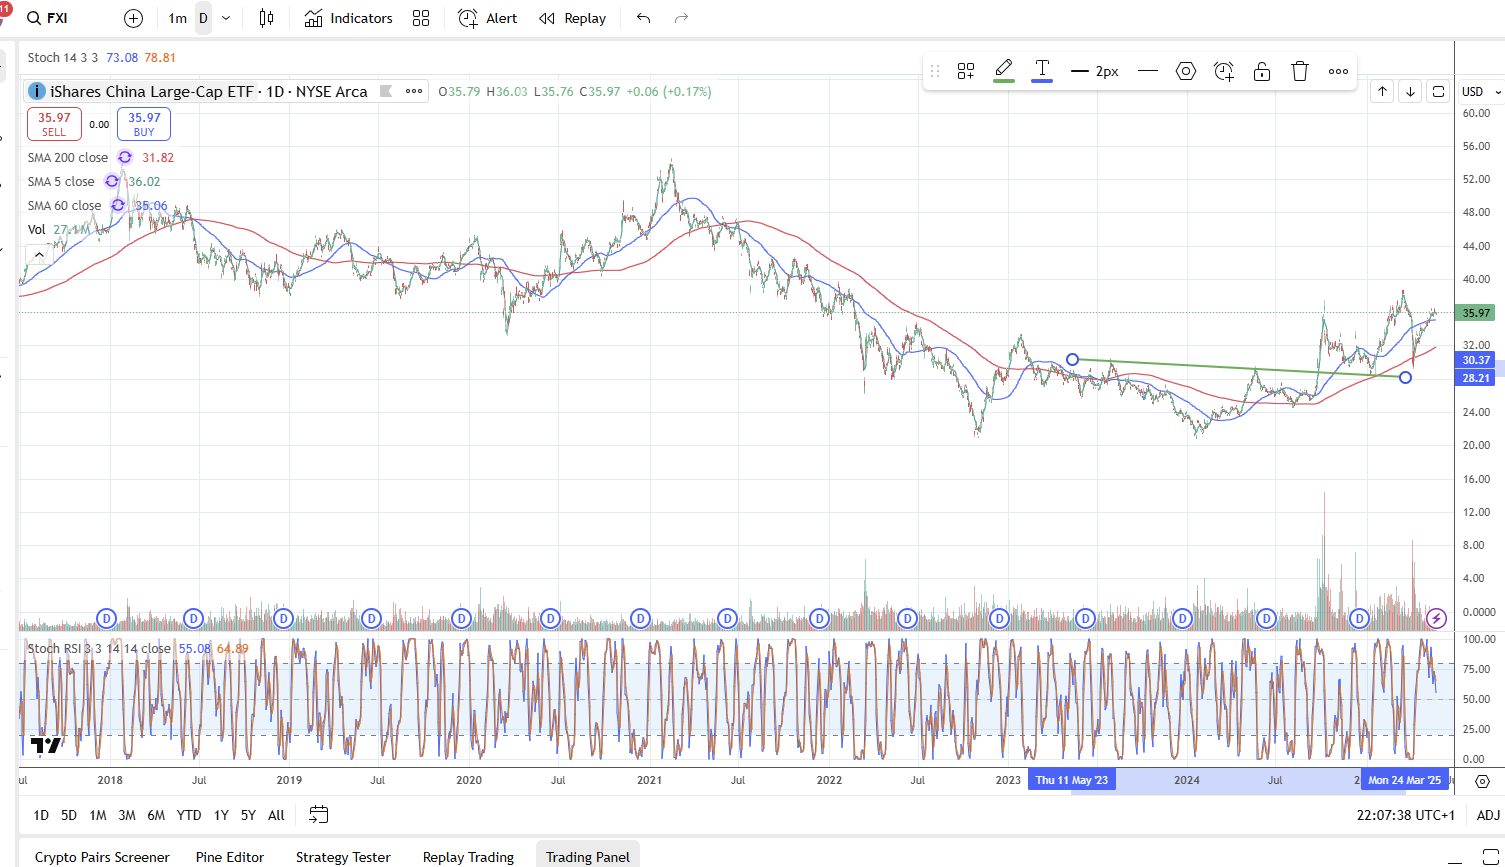 11
FXI
1m D Indicators Alert Replay
Stoch 14 3 3 73.08 78.81
T 2px
iShares China Large-Cap ETF · 1D · NYSE Arca O35.79 H36.03 L35.76 C35.97 +0.06 (+0.17%)
USD
35.97 SELL 0.00 35.97 BUY
SMA 200 close 31.82
SMA 5 close 36.02
SMA 60 close 35.06
Vol 27.1M
60.00
56.00
52.00
48.00
44.00
40.00
35.97
32.00
30.37
28.21
24.00
20.00
16.00
12.00
8.00
4.00
0.0000
D D D D D D D D D D D D D D D
Stoch RSI 3 3 14 14 close 55.08 64.89
100.00
75.00
50.00
25.00
0.00
ul 2018 Jul 2019 Jul 2020 Jul 2021 Jul 2022 Jul 2023 Thu 11 May '23 2024 Jul Mon 24 Mar '25
1D 5D 1M 3M 6M YTD 1Y 5Y All 22:07:38 UTC+1 ADJ
Crypto Pairs Screener Pine Editor Strategy Tester Replay Trading Trading Panel